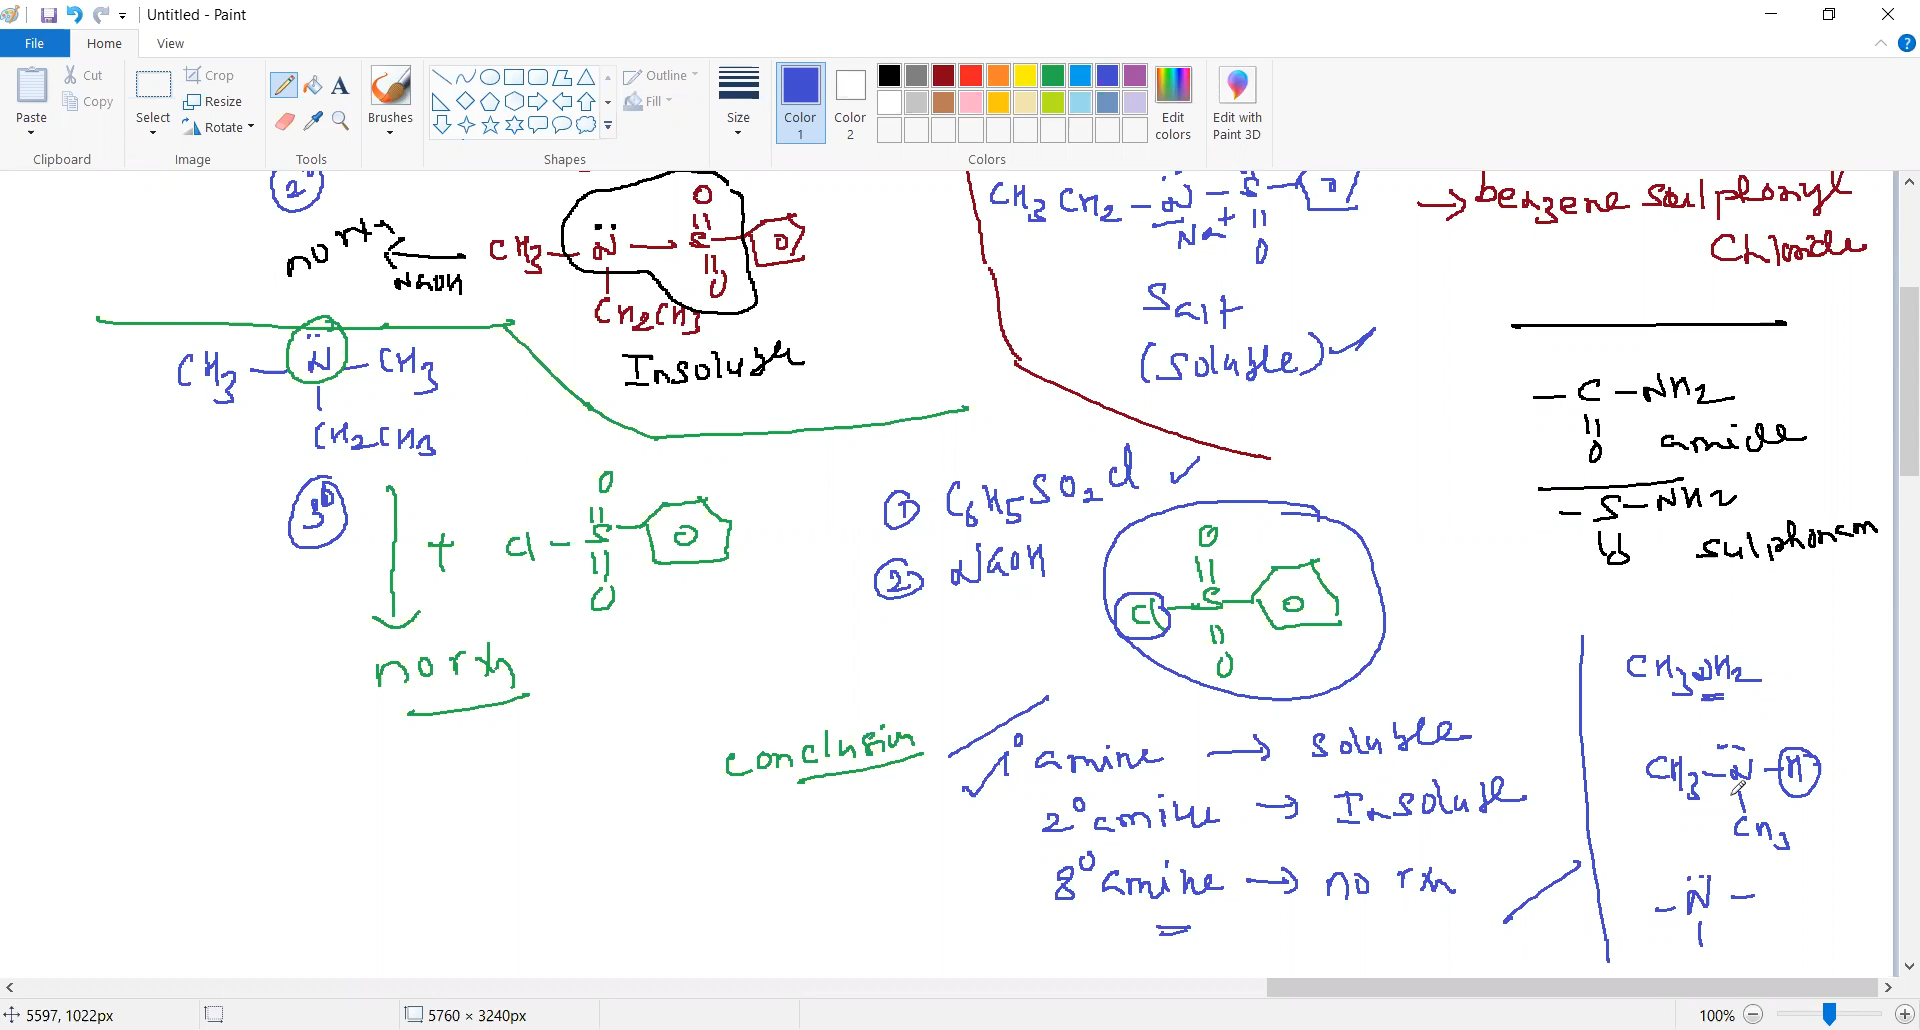 Untitled - Paint
File
Home
View
Paste
Cut
Copy
Clipboard
Select
Crop
Resize
Rotate
Image
Tools
Brushes
Shapes
Outline
Fill
Size
Color 1
Color 2
Colors
Edit colors
Edit with Paint 3D
2°
no rxn
NaOH
CH3
N
S
O
O
CH2CH3
Insoluble
CH3 CH2 - N - S
Na+
O
Salt
(Soluble)
→ benzene sulphonyl
Chloride
CH3 - N - CH3
CH2CH3
3°
- C - NH2
O
amide
- S - NH2
sulphonam
+ Cl - S
O
O
no rxn
① C6H5SO2Cl
② NaOH
Cl - S
O
O
conclusion
1° amine → soluble
2° amine → Insoluble
3° amine → no rxn
CH3NH2
CH3 - N - H
CH3
- N -
5597, 1022px
5760 × 3240px
100%